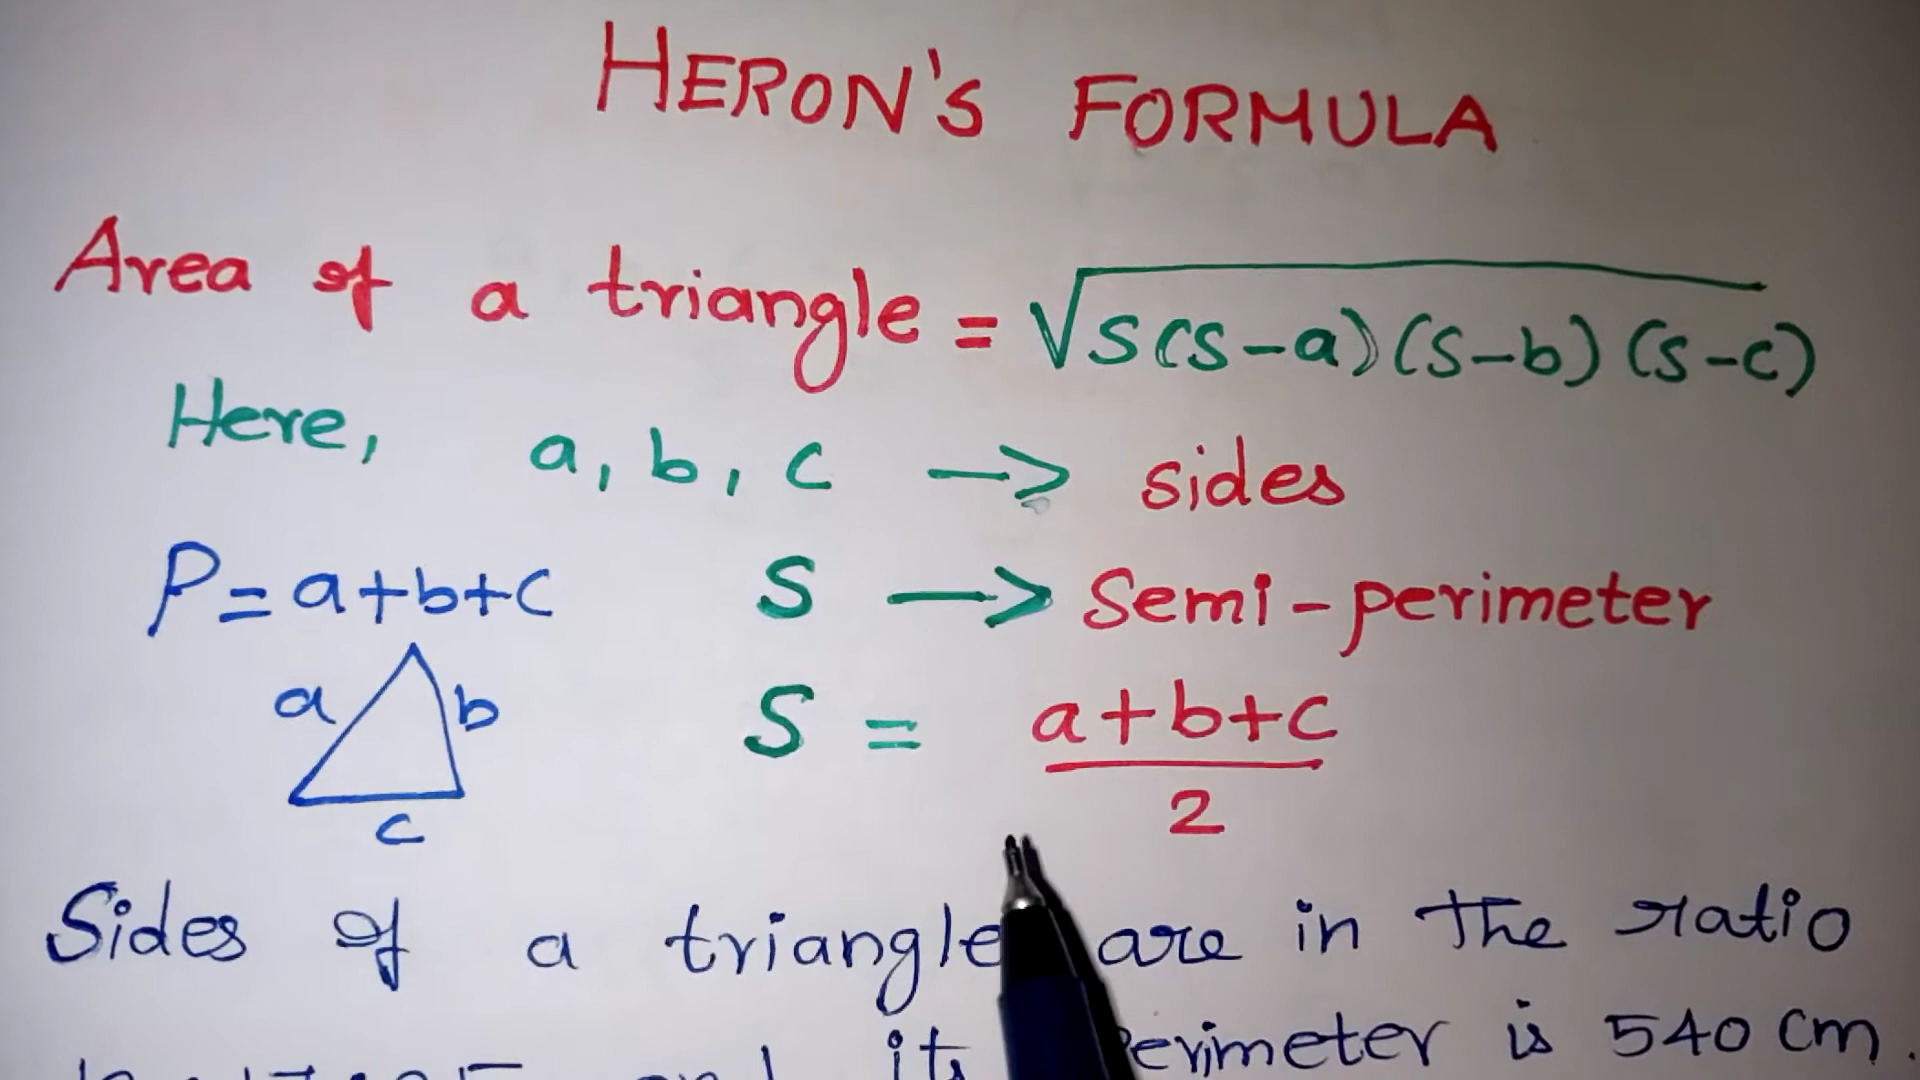 HERON'S FORMULA
Area of a triangle = √S(S-a)(S-b)(S-c)
Here, a, b, c -> sides
P=a+b+c S -> Semi-perimeter
a b S = a+b+c
2
c
Sides of a triangle are in the ratio
its perimeter is 540 cm.